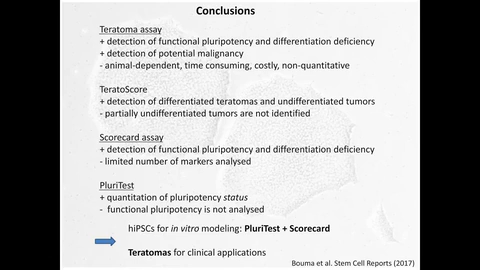 Conclusions
Teratoma assay
+ detection of functional pluripotency and differentiation deficiency
+ detection of potential malignancy
- animal-dependent, time consuming, costly, non-quantitative
TeratoScore
+ detection of differentiated teratomas and undifferentiated tumors
- partially undifferentiated tumors are not identified
Scorecard assay
+ detection of functional pluripotency and differentiation deficiency
- limited number of markers analysed
PluriTest
+ quantitation of pluripotency status
- functional pluripotency is not analysed
hiPSCs for in vitro modeling: PluriTest + Scorecard
Teratomas for clinical applications
Bouma et al. Stem Cell Reports (2017)